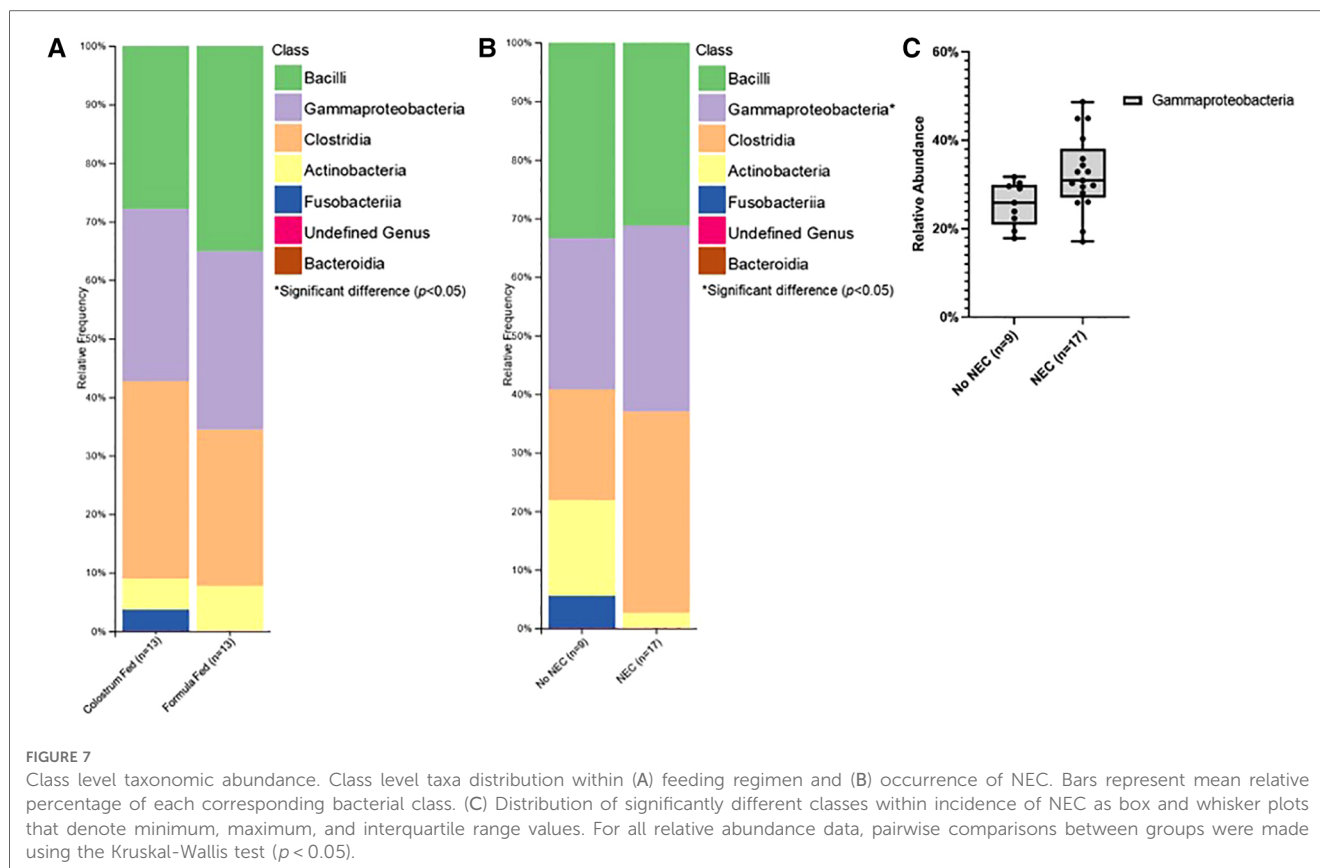 A
100%
90%
80%
70%
60%
50%
40%
30%
20%
10%
0%
Relative Frequency
Colostrum Fed (n=13)
Formula Fed (n=13)
Class
Bacilli
Gammaproteobacteria
Clostridia
Actinobacteria
Fusobacteriia
Undefined Genus
Bacteroidia
*Significant difference (p<0.05)
B
100%
90%
80%
70%
60%
50%
40%
30%
20%
10%
0%
Relative Frequency
No NEC (n=9)
NEC (n=17)
Class
Bacilli
Gammaproteobacteria*
Clostridia
Actinobacteria
Fusobacteriia
Undefined Genus
Bacteroidia
*Significant difference (p<0.05)
C
60%
40%
20%
0%
Relative Abundance
No NEC (n=9)
NEC (n=17)
Gammaproteobacteria
FIGURE 7
Class level taxonomic abundance. Class level taxa distribution within (A) feeding regimen and (B) occurrence of NEC. Bars represent mean relative
percentage of each corresponding bacterial class. (C) Distribution of significantly different classes within incidence of NEC as box and whisker plots
that denote minimum, maximum, and interquartile range values. For all relative abundance data, pairwise comparisons between groups were made
using the Kruskal-Wallis test (p < 0.05).